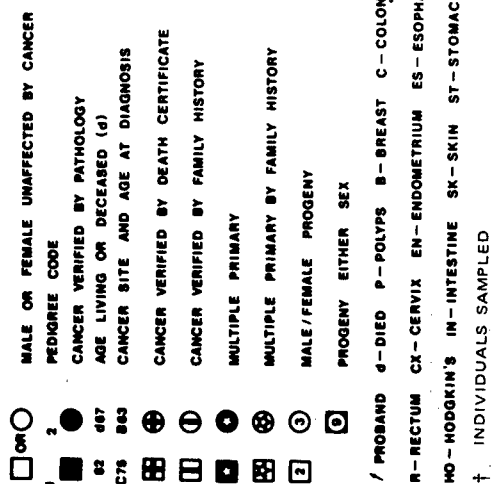 OR
MALE OR FEMALE UNAFFECTED BY CANCER
2
PEDIGREE CODE
CANCER VERIFIED BY PATHOLOGY
62 d67 AGE LIVING OR DECEASED (d)
C76 B63 CANCER SITE AND AGE AT DIAGNOSIS
CANCER VERIFIED BY DEATH CERTIFICATE
CANCER VERIFIED BY FAMILY HISTORY
MULTIPLE PRIMARY
MULTIPLE PRIMARY BY FAMILY HISTORY
2 3 MALE/FEMALE PROGENY
PROGENY EITHER SEX
/ PROBAND d-DIED P-POLYPS B-BREAST C-COLON
R-RECTUM CX-CERVIX EN-ENDOMETRIUM ES-ESOPHA
HO-HODGKIN'S IN-INTESTINE SK-SKIN ST-STOMAC
† INDIVIDUALS SAMPLED